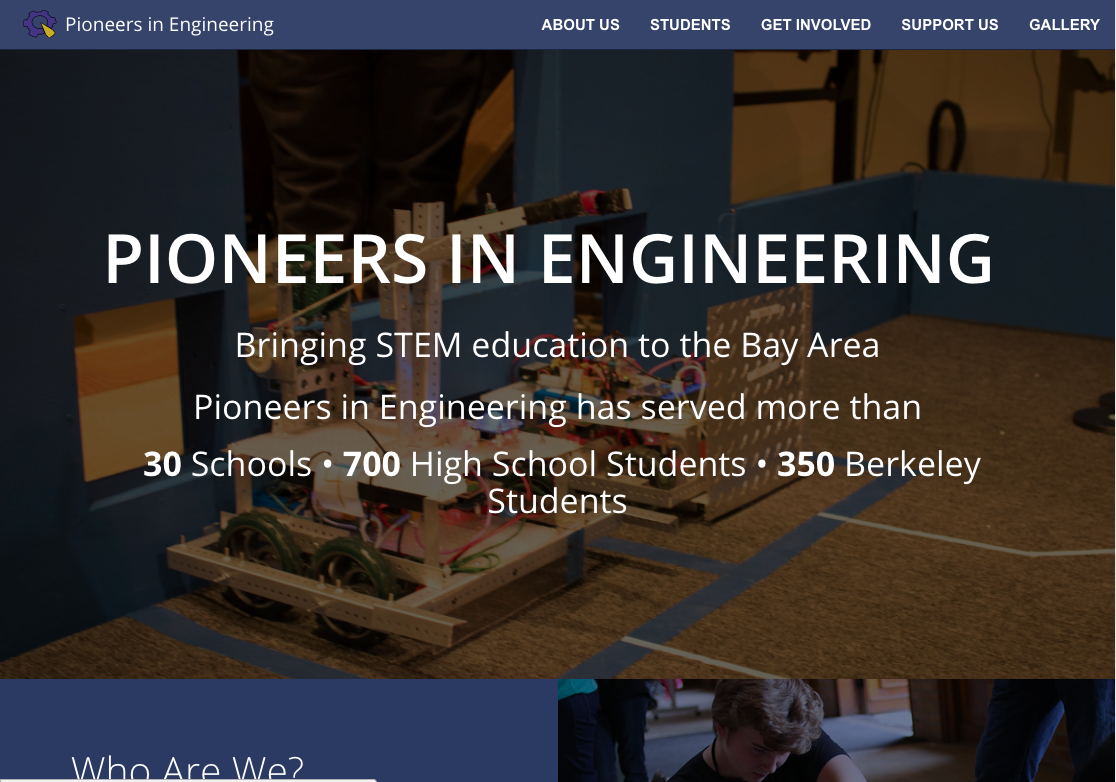 Pioneers in Engineering
ABOUT US STUDENTS GET INVOLVED SUPPORT US GALLERY
PIONEERS IN ENGINEERING
Bringing STEM education to the Bay Area
Pioneers in Engineering has served more than
30 Schools • 700 High School Students • 350 Berkeley
Students
Who Are We?